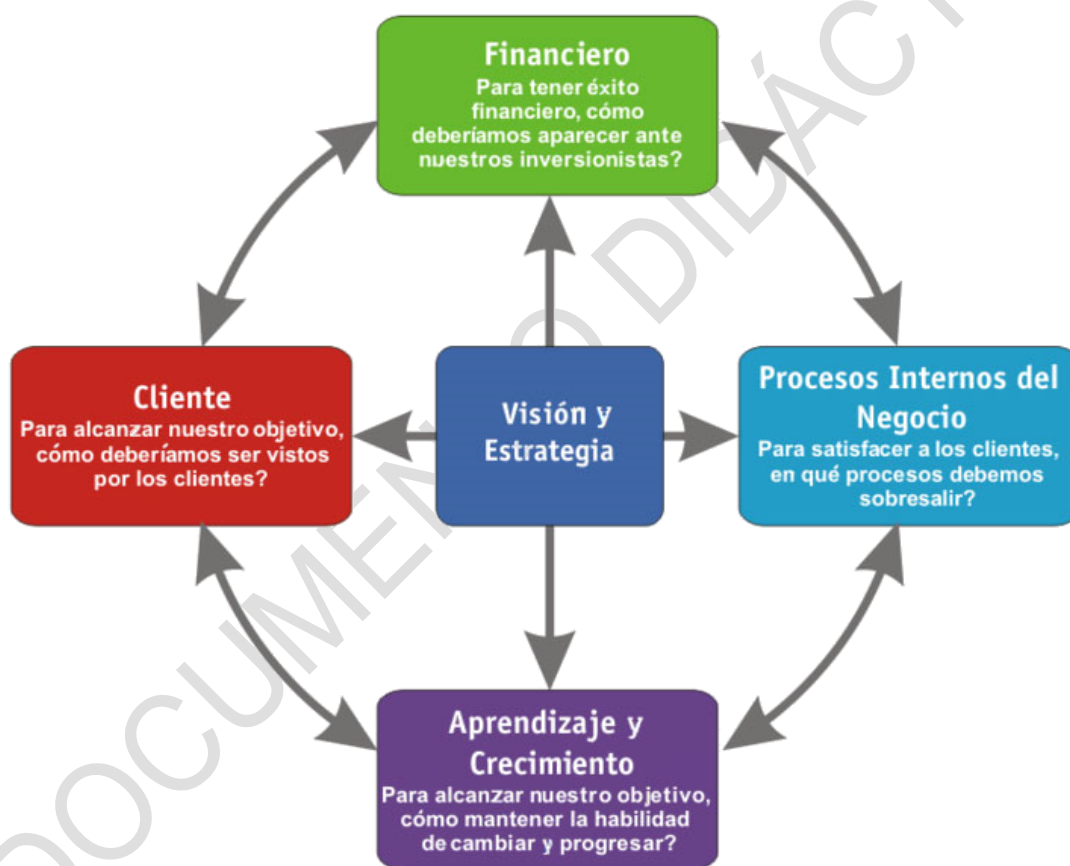 Financiero
Para tener éxito
financiero, cómo
deberíamos aparecer ante
nuestros inversionistas?
Cliente
Para alcanzar nuestro objetivo,
cómo deberíamos ser vistos
por los clientes?
Visión y
Estrategia
Procesos Internos del
Negocio
Para satisfacer a los clientes,
en qué procesos debemos
sobresalir?
Aprendizaje y
Crecimiento
Para alcanzar nuestro objetivo,
cómo mantener la habilidad
de cambiar y progresar?
DOCUMENTO DIDÁCT